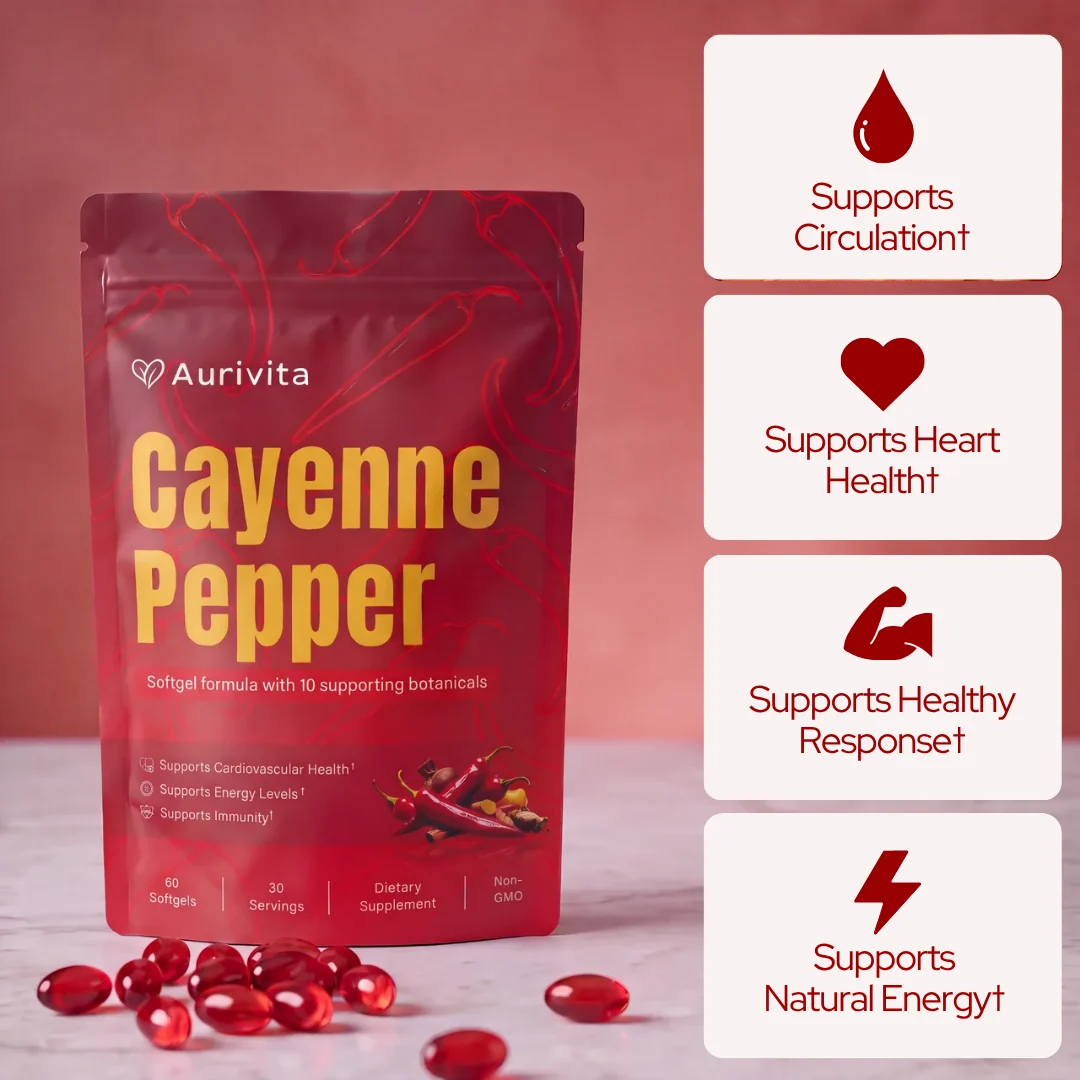 Aurivita
Cayenne
Pepper
Softgel formula with 10 supporting botanicals
Supports Cardiovascular Health†
Supports Energy Levels†
Supports Immunity†
60
Softgels
30
Servings
Dietary
Supplement
Non-
GMO
Supports
Circulation†
Supports Heart
Health†
Supports Healthy
Response†
Supports
Natural Energy†